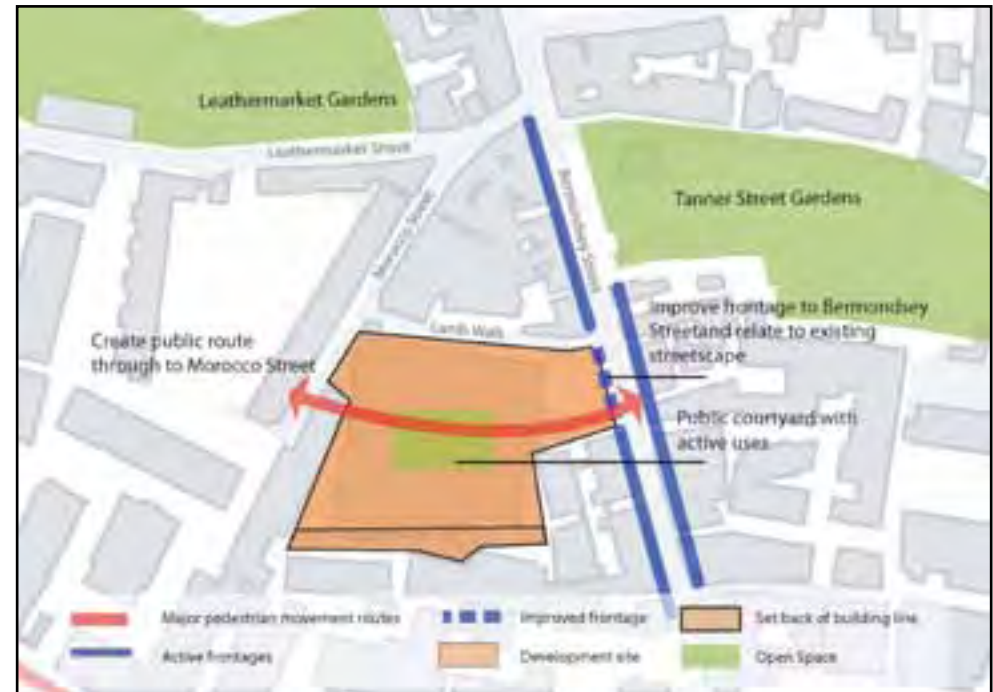 Leathermarket Gardens
Leathermarket Street
Bermondsey Street
Tanner Street Gardens
Morocco Street
Lamb Walk
Improve frontage to Bermondsey
Streetand relate to existing
streetscape
Create public route
through to Morocco Street
Public courtyard with
active uses
Major pedestrian movement routes
Improved frontage
Set back of building line
Active frontages
Development site
Open Space